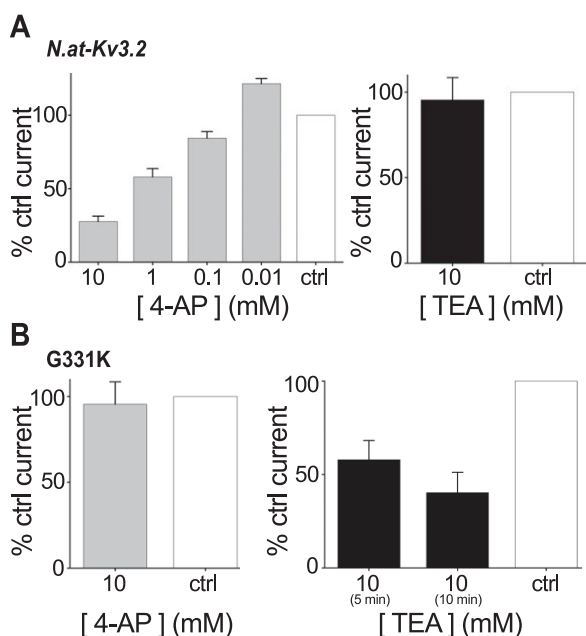 A
N.at-Kv3.2
% ctrl current
100
50
0
10 1 0.1 0.01 ctrl
[ 4-AP ] (mM)
% ctrl current
100
50
0
10 ctrl
[ TEA ] (mM)
B
G331K
% ctrl current
100
50
0
10 ctrl
[ 4-AP ] (mM)
% ctrl current
100
50
0
10 10 ctrl
(5 min) (10 min)
[ TEA ] (mM)